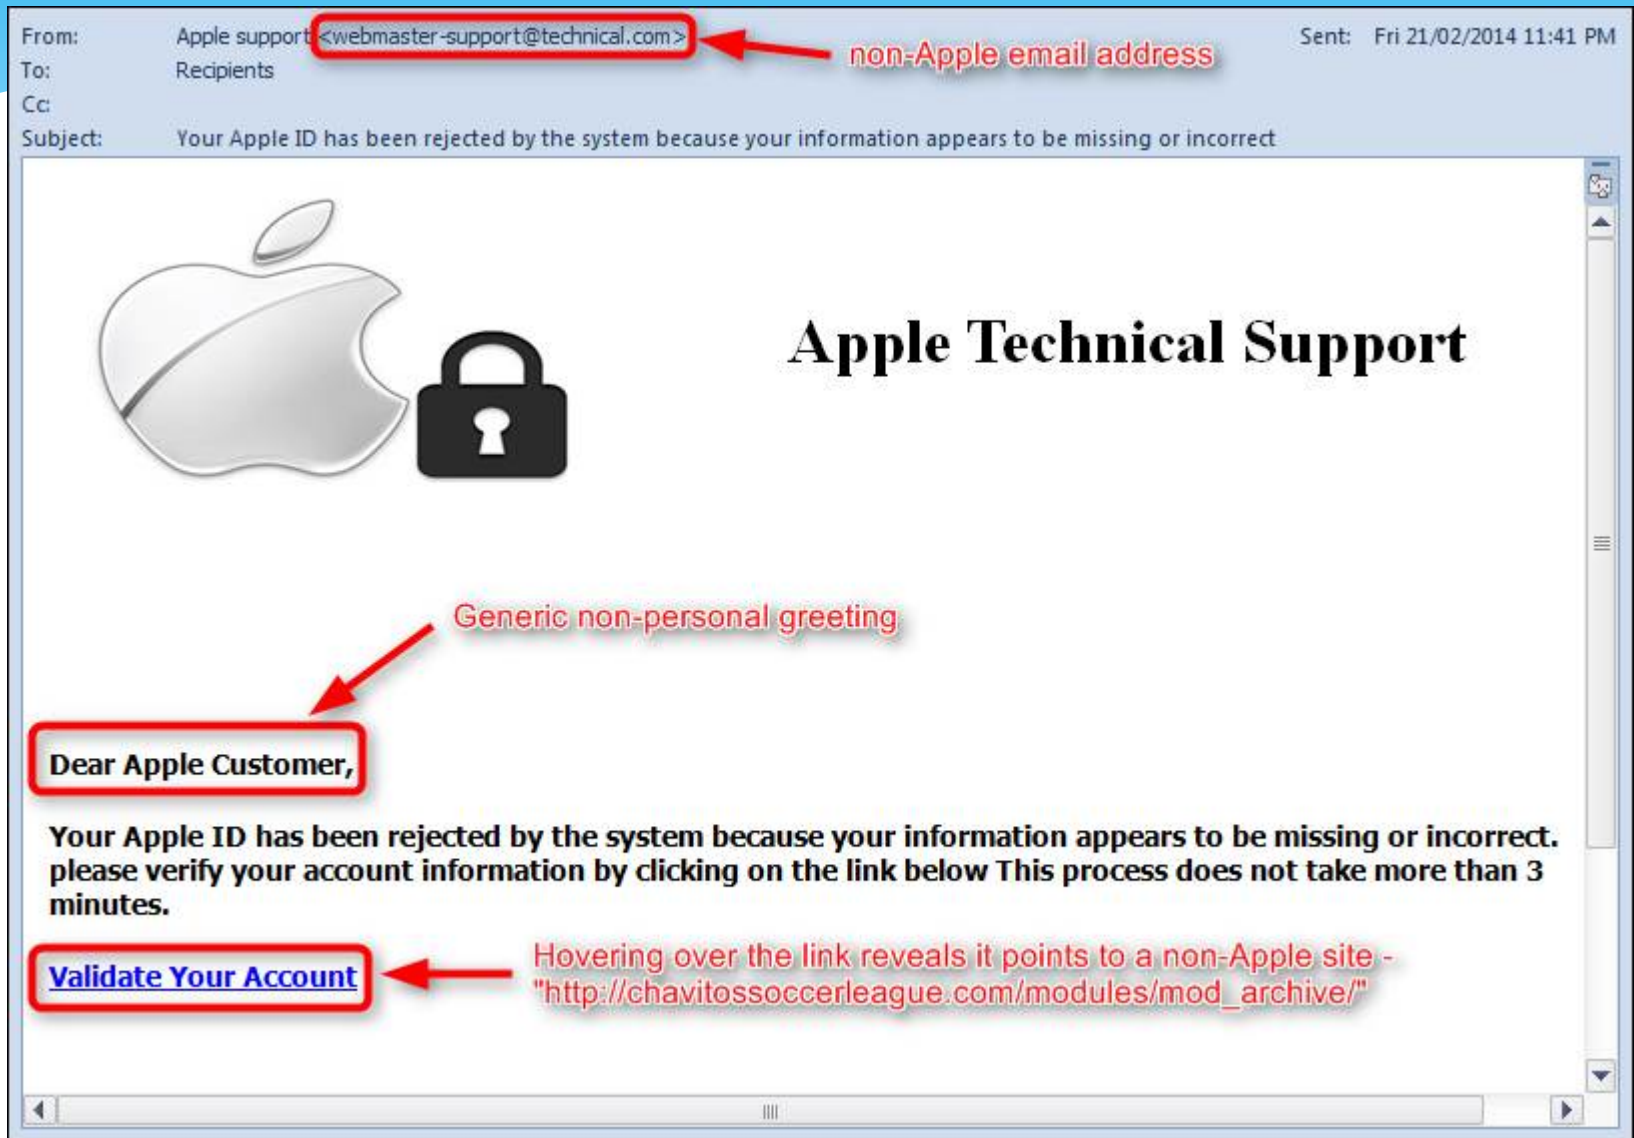 From: Apple support <webmaster-support@technical.com> Sent: Fri 21/02/2014 11:41 PM
non-Apple email address
To: Recipients
Cc:
Subject: Your Apple ID has been rejected by the system because your information appears to be missing or incorrect
Apple Technical Support
Generic non-personal greeting
Dear Apple Customer,
Your Apple ID has been rejected by the system because your information appears to be missing or incorrect.
please verify your account information by clicking on the link below This process does not take more than 3
minutes.
Validate Your Account
Hovering over the link reveals it points to a non-Apple site -
"http://chavitossoccerleague.com/modules/mod_archive/"